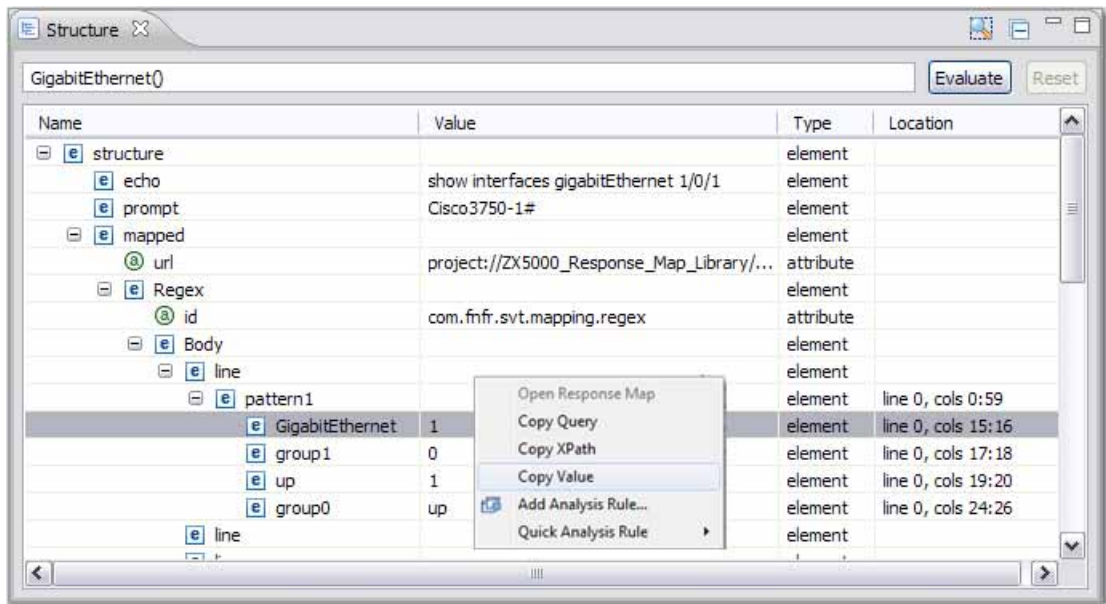 Structure
GigabitEthernet() Evaluate Reset
Name Value Type Location
e structure element
e echo show interfaces gigabitEthernet 1/0/1 element
e prompt Cisco3750-1# element
e mapped element
a url project://ZX5000_Response_Map_Library/... attribute
e Regex element
a id com.fnfr.svt.mapping.regex attribute
e Body element
e line element
e pattern1 element line 0, cols 0:59
e GigabitEthernet 1 element line 0, cols 15:16
e group1 0 element line 0, cols 17:18
e up 1 element line 0, cols 19:20
e group0 up element line 0, cols 24:26
e line element
Open Response Map
Copy Query
Copy XPath
Copy Value
Add Analysis Rule...
Quick Analysis Rule